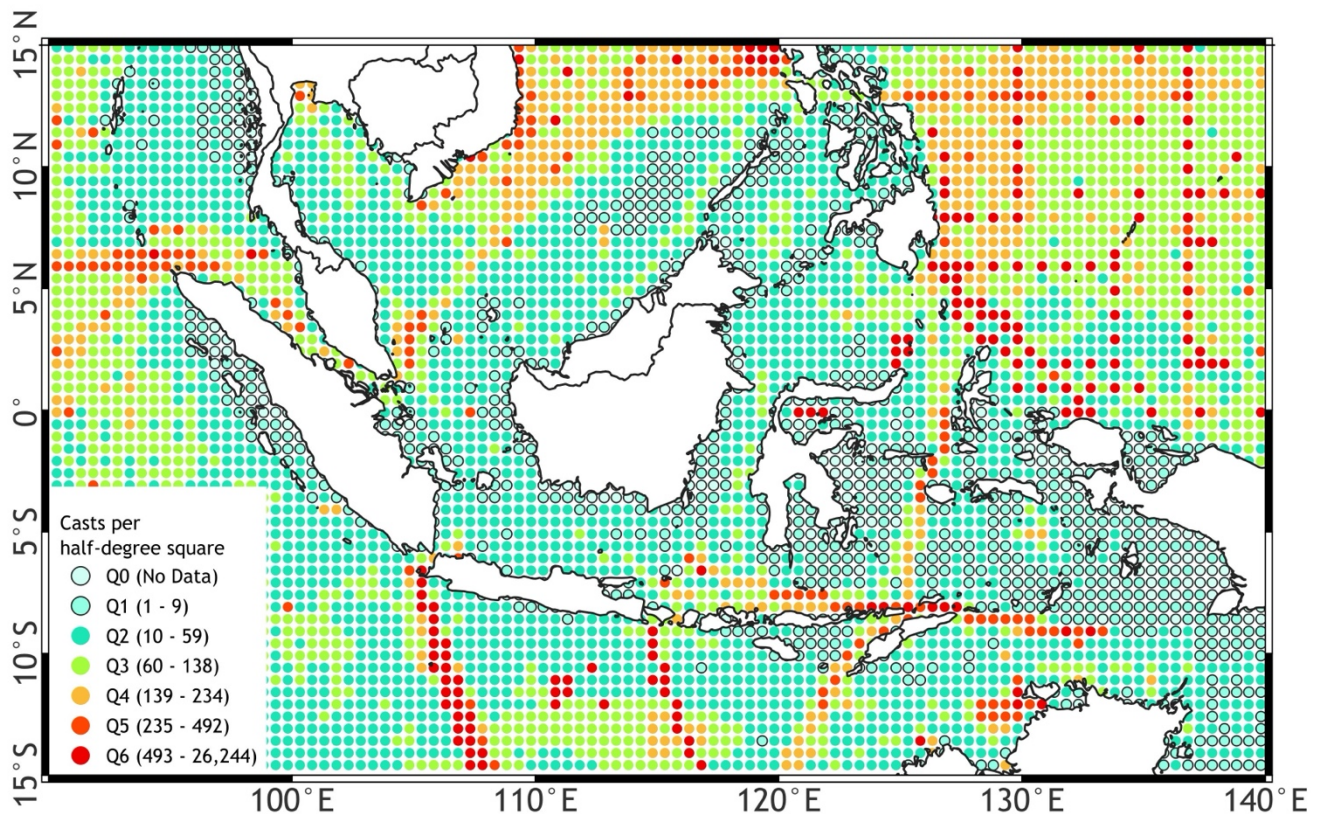 15°N
10°N
5°N
0°
5°S
10°S
15°S
Casts per
half-degree square
Q0 (No Data)
Q1 (1 - 9)
Q2 (10 - 59)
Q3 (60 - 138)
Q4 (139 - 234)
Q5 (235 - 492)
Q6 (493 - 26,244)
100°E
110°E
120°E
130°E
140°E